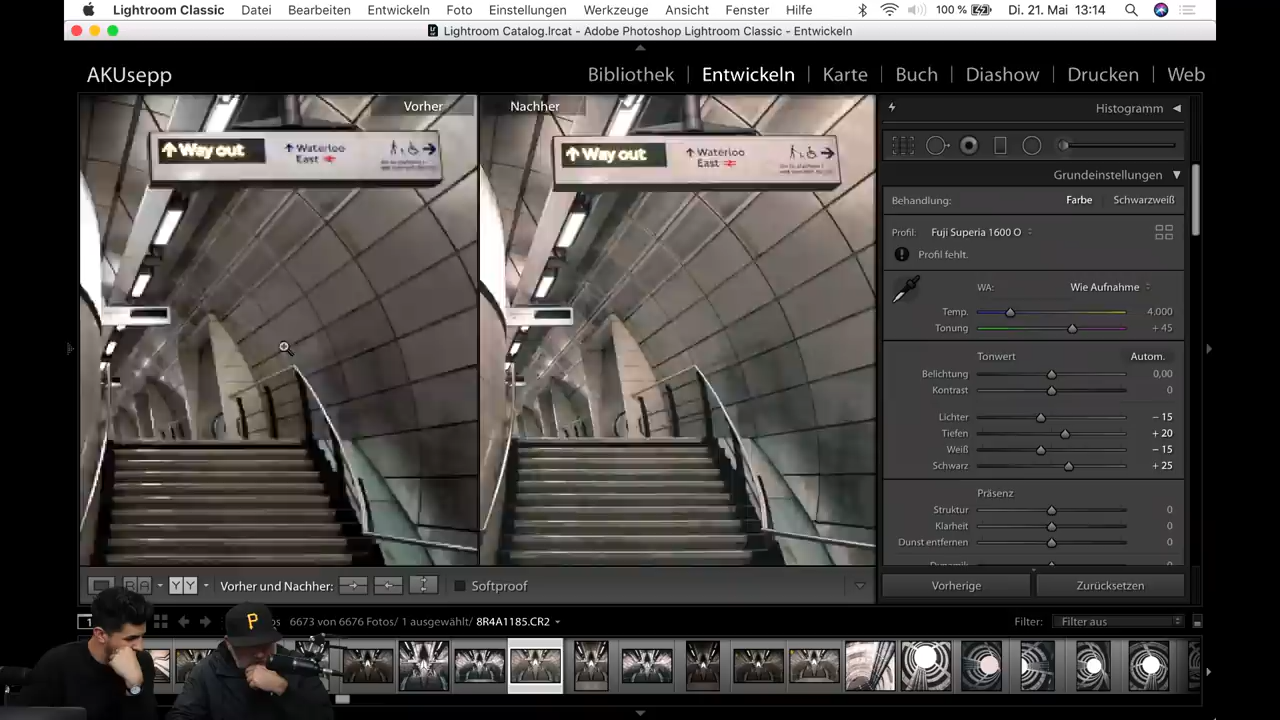 Lightroom Classic Datei Bearbeiten Entwickeln Foto Einstellungen Werkzeuge Ansicht Fenster Hilfe 100 % Di. 21. Mai 13:14
Lightroom Catalog.lrcat - Adobe Photoshop Lightroom Classic - Entwickeln
AKUsepp Bibliothek Entwickeln Karte Buch Diashow Drucken Web
Vorher Nachher
Histogramm
Way out Waterloo East
Way out Waterloo East
Grundeinstellungen
Behandlung: Farbe Schwarzweiß
Profil: Fuji Superia 1600 O
Profil fehlt.
WA: Wie Aufnahme
Temp. 4.000
Tonung + 45
Tonwert Autom.
Belichtung 0,00
Kontrast 0
Lichter – 15
Tiefen + 20
Weiß – 15
Schwarz + 25
Präsenz
Struktur 0
Klarheit 0
Dunst entfernen 0
Vorherige Zurücksetzen
Vorher und Nachher: Softproof
6673 von 6676 Fotos/ 1 ausgewählt/ 8R4A1185.CR2
Filter: Filter aus
P